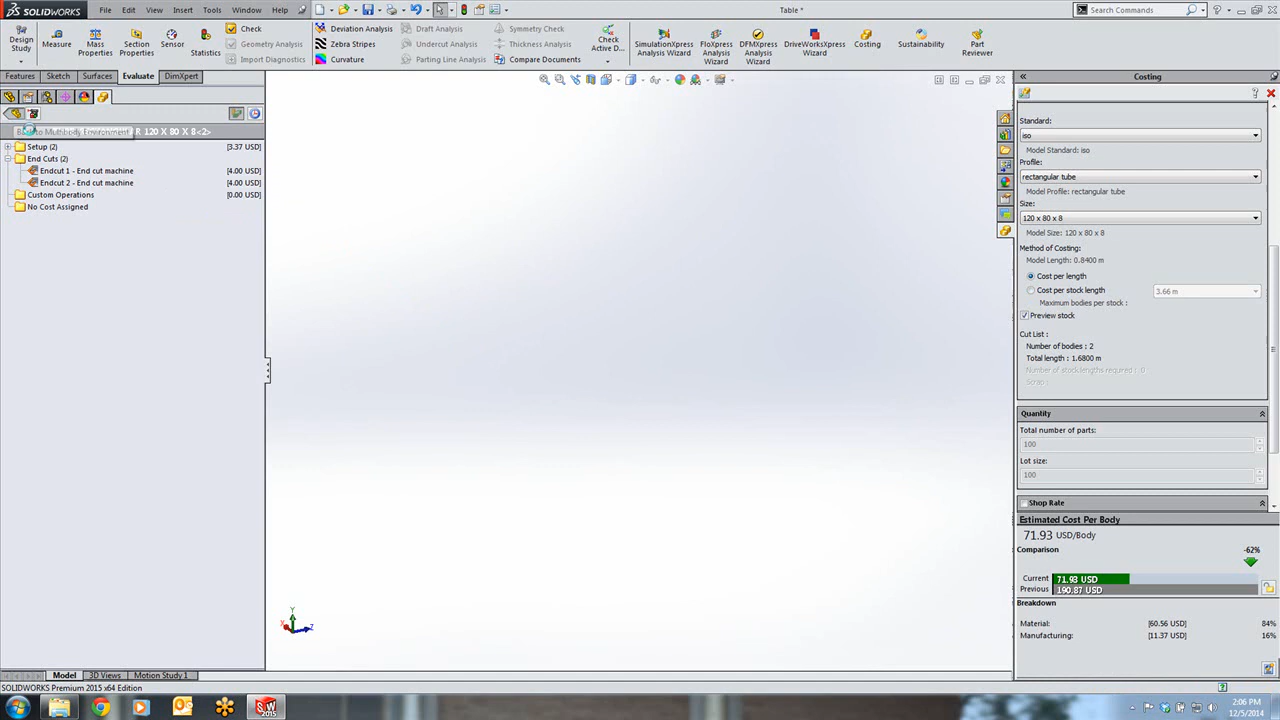 SOLIDWORKS File Edit View Insert Tools Window Help Table * Search Commands
Design Study
Measure
Mass Properties
Section Properties
Sensor
Statistics
Check
Geometry Analysis
Import Diagnostics
Deviation Analysis
Zebra Stripes
Curvature
Draft Analysis
Undercut Analysis
Parting Line Analysis
Symmetry Check
Thickness Analysis
Compare Documents
Check Active D...
SimulationXpress Analysis Wizard
FloXpress Analysis Wizard
DFMXpress Analysis Wizard
DriveWorksXpress Wizard
Costing
Sustainability
Part Reviewer
Features Sketch Surfaces Evaluate DimXpert
to Multibody Environment R 120 X 80 X 8<2>
Setup (2) [3.37 USD]
End Cuts (2)
Endcut 1 - End cut machine [4.00 USD]
Endcut 2 - End cut machine [4.00 USD]
Custom Operations [0.00 USD]
No Cost Assigned
Y
X
Z
Costing
Standard:
iso
Model Standard: iso
Profile:
rectangular tube
Model Profile: rectangular tube
Size:
120 x 80 x 8
Model Size: 120 x 80 x 8
Method of Costing:
Model Length: 0.8400 m
Cost per length
Cost per stock length 3.66 m
Maximum bodies per stock :
Preview stock
Cut List :
Number of bodies : 2
Total length : 1.6800 m
Number of stock lengths required : 0
Scrap :
Quantity
Total number of parts:
100
Lot size:
100
Shop Rate
Estimated Cost Per Body
71.93 USD/Body
Comparison -62%
Current 71.93 USD
Previous 190.87 USD
Breakdown
Material: [60.56 USD] 84%
Manufacturing: [11.37 USD] 16%
Model 3D Views Motion Study 1
SOLIDWORKS Premium 2015 x64 Edition
SW 2015
2:06 PM
12/5/2014